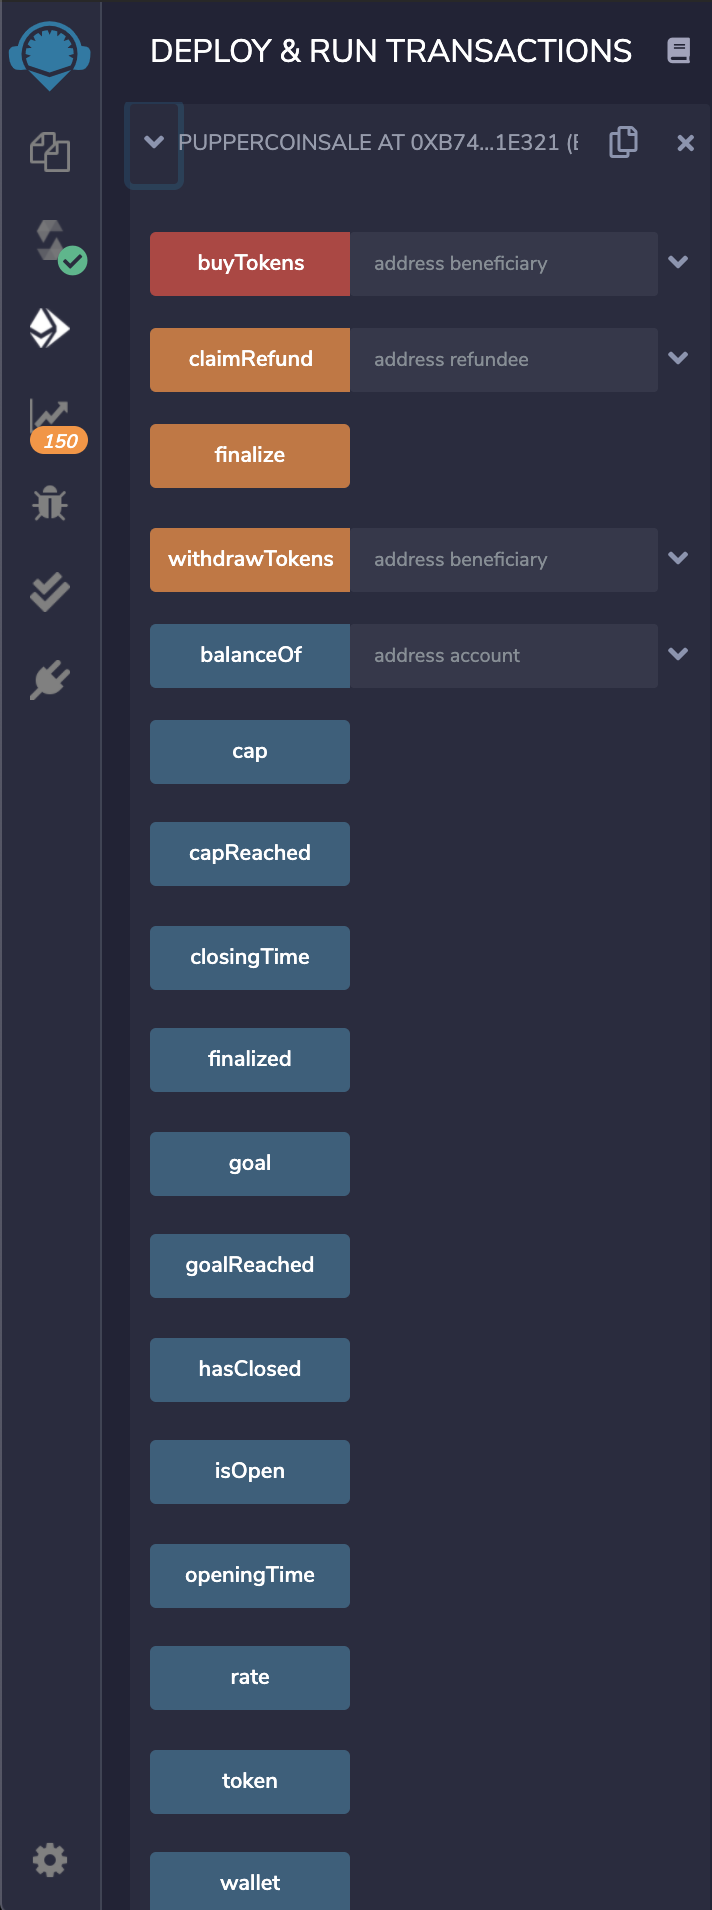 DEPLOY & RUN TRANSACTIONS
PUPPERCOINSALE AT 0XB74...1E321 (
buyTokens address beneficiary
claimRefund address refundee
150
finalize
withdrawTokens address beneficiary
balanceOf address account
cap
capReached
closingTime
finalized
goal
goalReached
hasClosed
isOpen
openingTime
rate
token
wallet